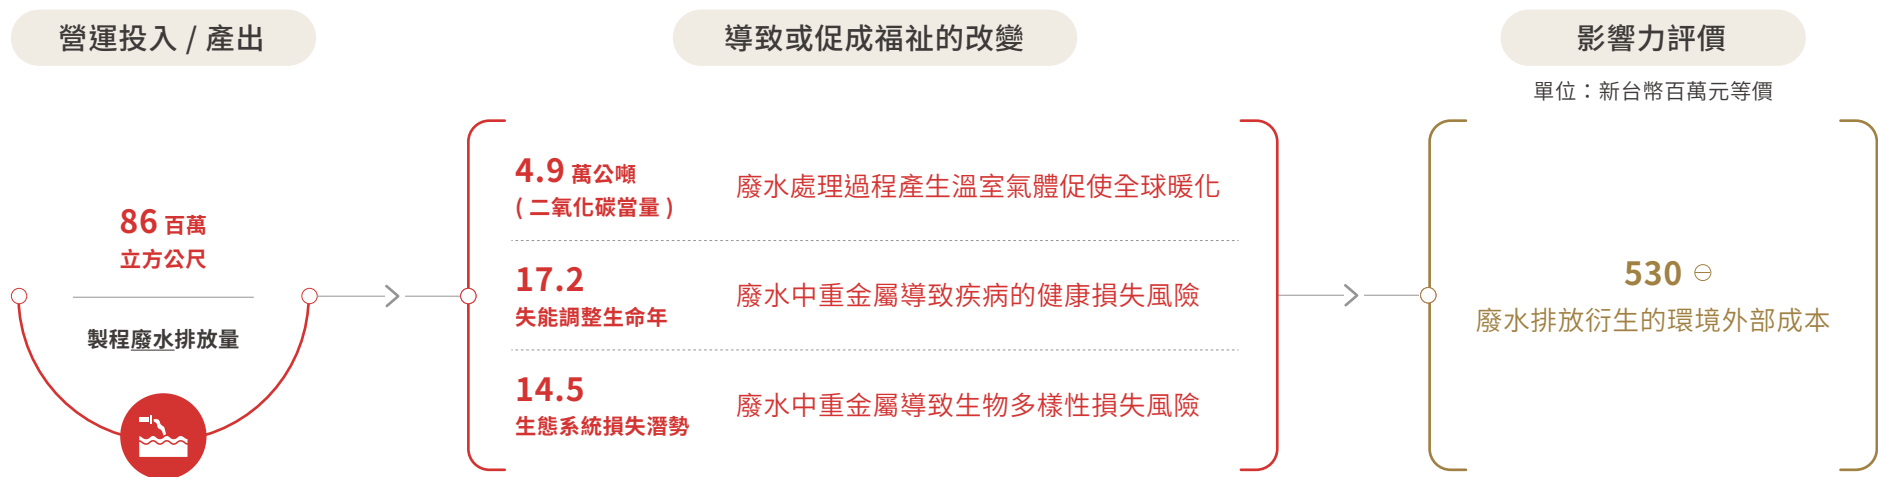 營運投入 / 產出
導致或促成福祉的改變
影響力評價
單位：新台幣百萬元等價
86 百萬
立方公尺
製程廢水排放量
4.9 萬公噸
( 二氧化碳當量 )
廢水處理過程產生溫室氣體促使全球暖化
17.2
失能調整生命年
廢水中重金屬導致疾病的健康損失風險
14.5
生態系統損失潛勢
廢水中重金屬導致生物多樣性損失風險
530 ⊖
廢水排放衍生的環境外部成本